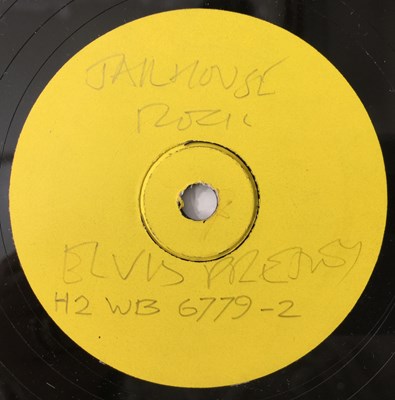 JAILHOUSE
ROCK
ELVIS PRESLEY
H2 WB 6779-2